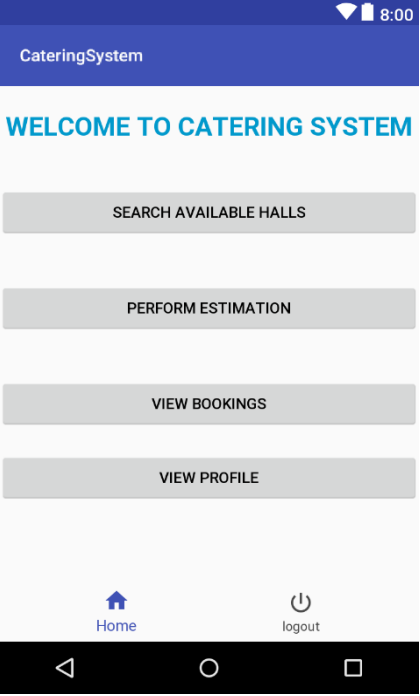 8:00
CateringSystem
WELCOME TO CATERING SYSTEM
SEARCH AVAILABLE HALLS
PERFORM ESTIMATION
VIEW BOOKINGS
VIEW PROFILE
Home
logout